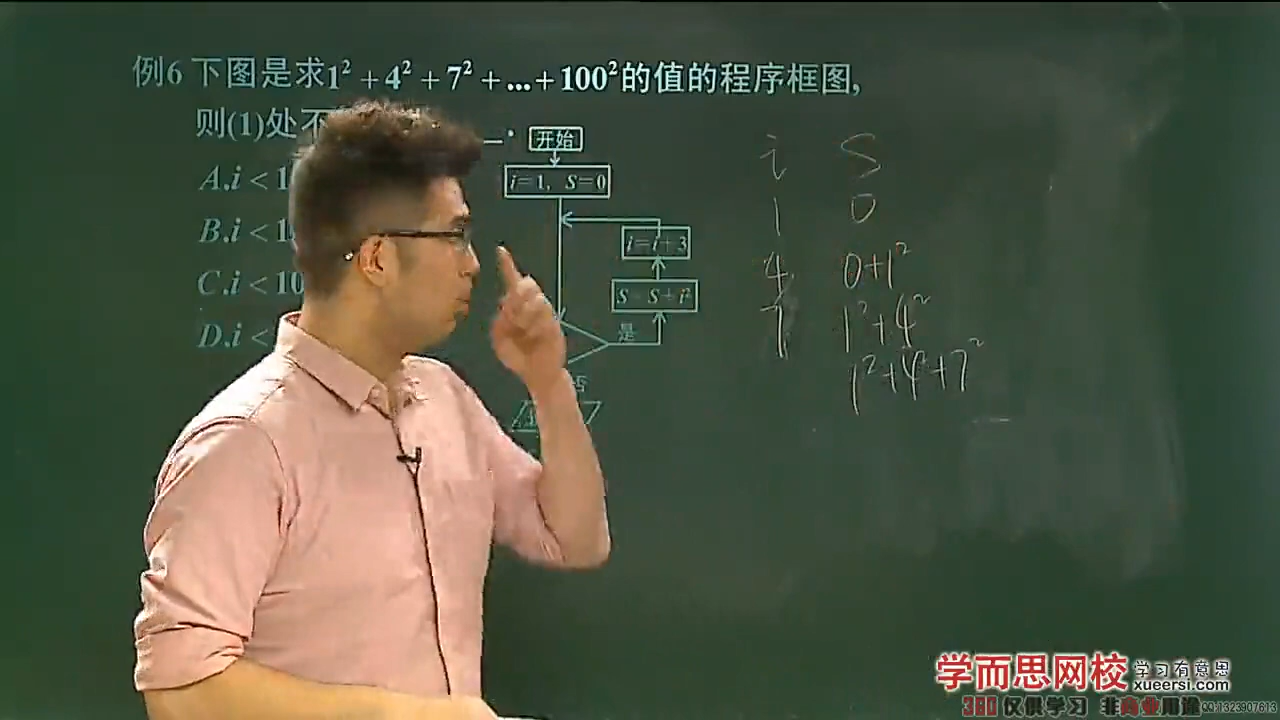 例6 下图是求1²+4²+7²+...+100²的值的程序框图,
则(1)处不
A.i<1
B.i<1
C.i<10
D.i<
开始
i=1, S=0
i=i+3
S=S+i²
是
i S
1 0
4 0+1²
7 1²+4²
1²+4²+7²
学而思网校 学习有意思
xueersi.com
380 仅供学习 非商业用途 QQ:1323907613